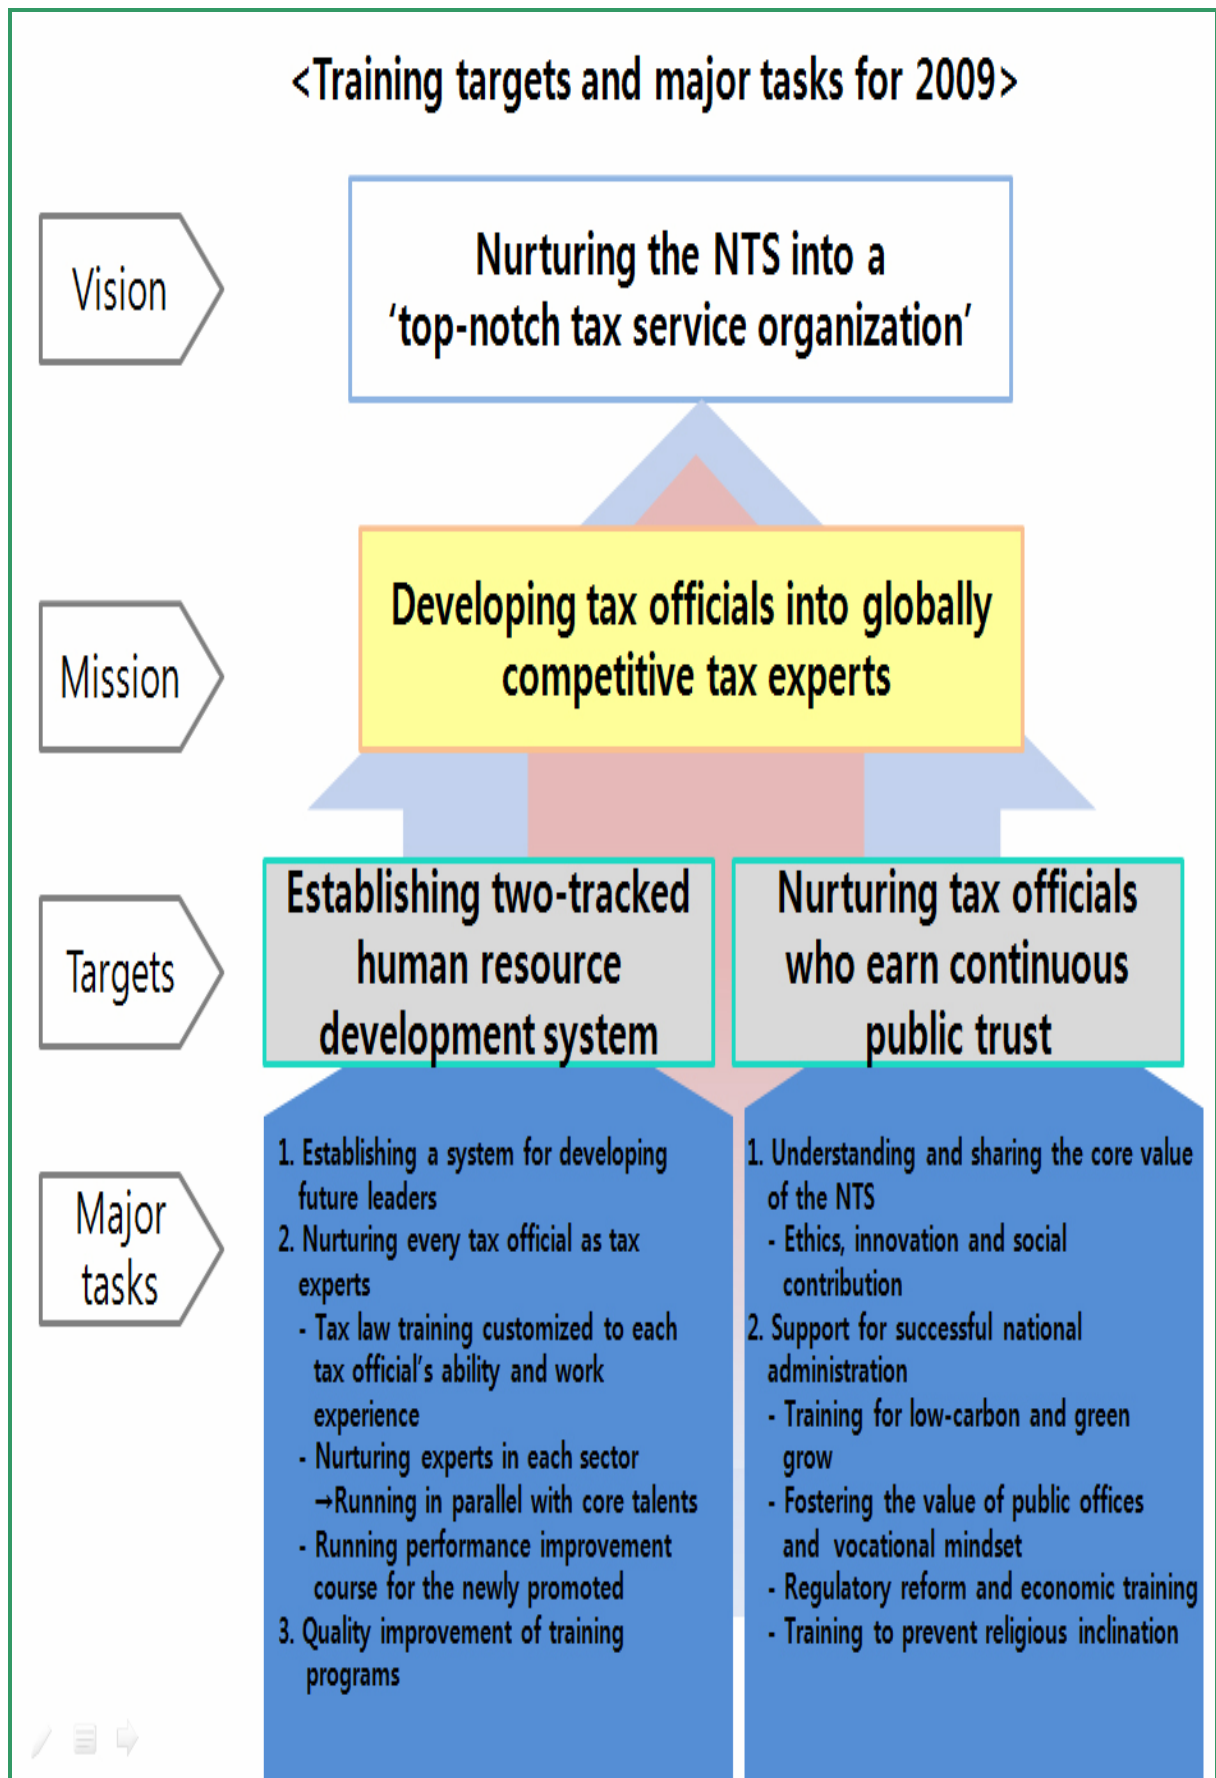 <Training targets and major tasks for 2009>
Vision
Nurturing the NTS into a
‘top-notch tax service organization’
Mission
Developing tax officials into globally
competitive tax experts
Targets
Establishing two-tracked
human resource
development system
Nurturing tax officials
who earn continuous
public trust
Major
tasks
1. Establishing a system for developing
future leaders
2. Nurturing every tax official as tax
experts
- Tax law training customized to each
tax official’s ability and work
experience
- Nurturing experts in each sector
→Running in parallel with core talents
- Running performance improvement
course for the newly promoted
3. Quality improvement of training
programs
1. Understanding and sharing the core value
of the NTS
- Ethics, innovation and social
contribution
2. Support for successful national
administration
- Training for low-carbon and green
grow
- Fostering the value of public offices
and vocational mindset
- Regulatory reform and economic training
- Training to prevent religious inclination